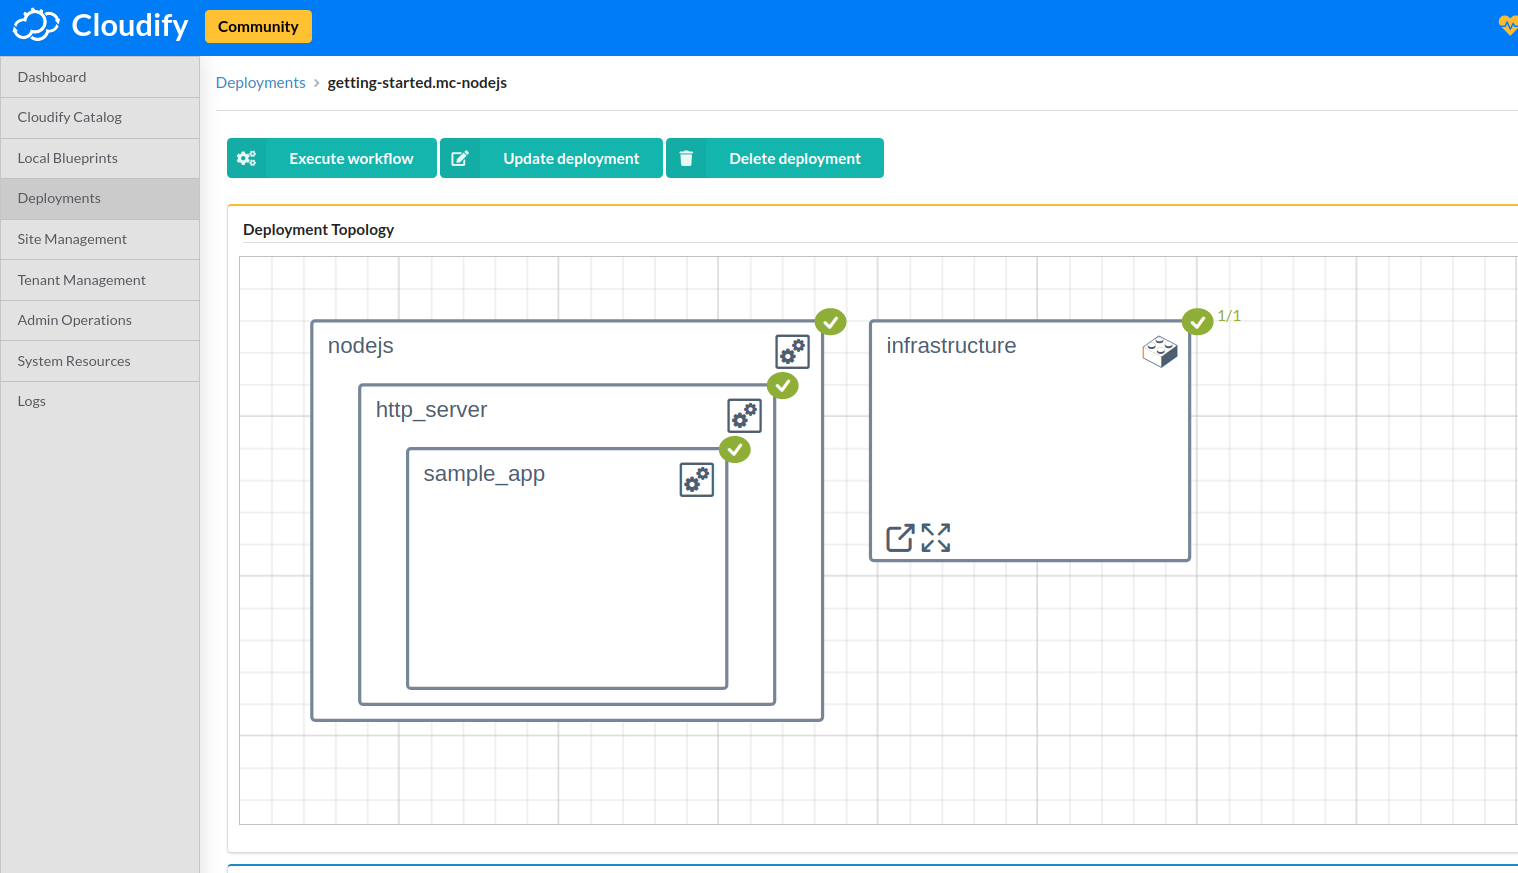 Cloudify Community
Dashboard
Cloudify Catalog
Local Blueprints
Deployments
Site Management
Tenant Management
Admin Operations
System Resources
Logs
Deployments > getting-started.mc-nodejs
Execute workflow Update deployment Delete deployment
Deployment Topology
nodejs
http_server
sample_app
infrastructure
1/1